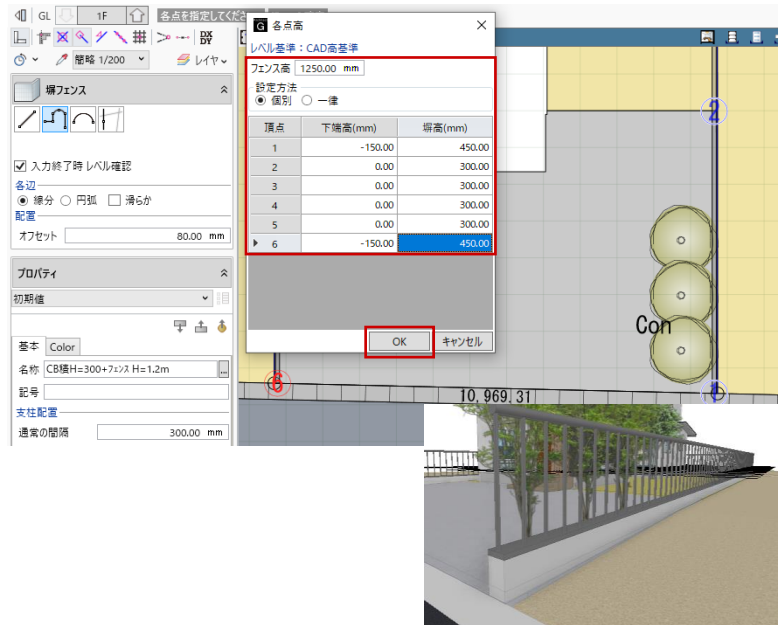 GL 1F 各点を指定してくだ
DX
DY
簡略 1/200 レイヤ
塀フェンス
入力終了時 レベル確認
各辺
線分 円弧 滑らか
配置
オフセット 80.00 mm
プロパティ
初期値
基本 Color
名称 CB積H=300+フェンス H=1.2m ...
記号
支柱配置
通常の間隔 300.00 mm
G 各点高
レベル基準：CAD高基準
フェンス高 1250.00 mm
設定方法
個別 一律
頂点 下端高(mm) 塀高(mm)
1 -150.00 450.00
2 0.00 300.00
3 0.00 300.00
4 0.00 300.00
5 0.00 300.00
6 -150.00 450.00
OK キャンセル
2
Con
6
10,969.31
1